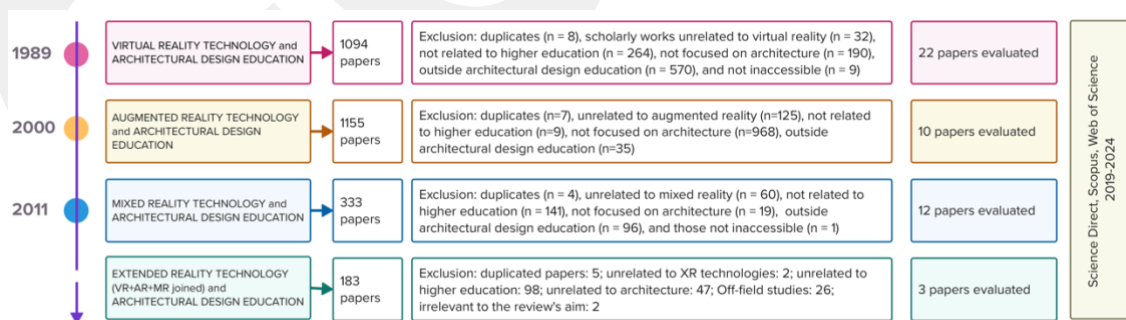 1989
VIRTUAL REALITY TECHNOLOGY and
ARCHITECTURAL DESIGN EDUCATION
1094
papers
Exclusion: duplicates (n = 8), scholarly works unrelated to virtual reality (n = 32),
not related to higher education (n = 264), not focused on architecture (n = 190),
outside architectural design education (n = 570), and not inaccessible (n = 9)
22 papers evaluated
2000
AUGMENTED REALITY TECHNOLOGY
and ARCHITECTURAL DESIGN
EDUCATION
1155
papers
Exclusion: duplicates (n=7), unrelated to augmented reality (n=125), not related
to higher education (n=9), not focused on architecture (n=968), outside
architectural design education (n=35)
10 papers evaluated
2011
MIXED REALITY TECHNOLOGY and
ARCHITECTURAL DESIGN EDUCATION
333
papers
Exclusion: duplicates (n = 4), unrelated to mixed reality (n = 60), not related to
higher education (n = 141), not focused on architecture (n = 19), outside
architectural design education (n = 96), and those not inaccessible (n = 1)
12 papers evaluated
EXTENDED REALITY TECHNOLOGY
(VR+AR+MR joined) and
ARCHITECTURAL DESIGN EDUCATION
183
papers
Exclusion: duplicated papers: 5; unrelated to XR technologies: 2; unrelated to
higher education: 98; unrelated to architecture: 47; Off-field studies: 26;
irrelevant to the review's aim: 2
3 papers evaluated
Science Direct, Scopus, Web of Science
2019-2024